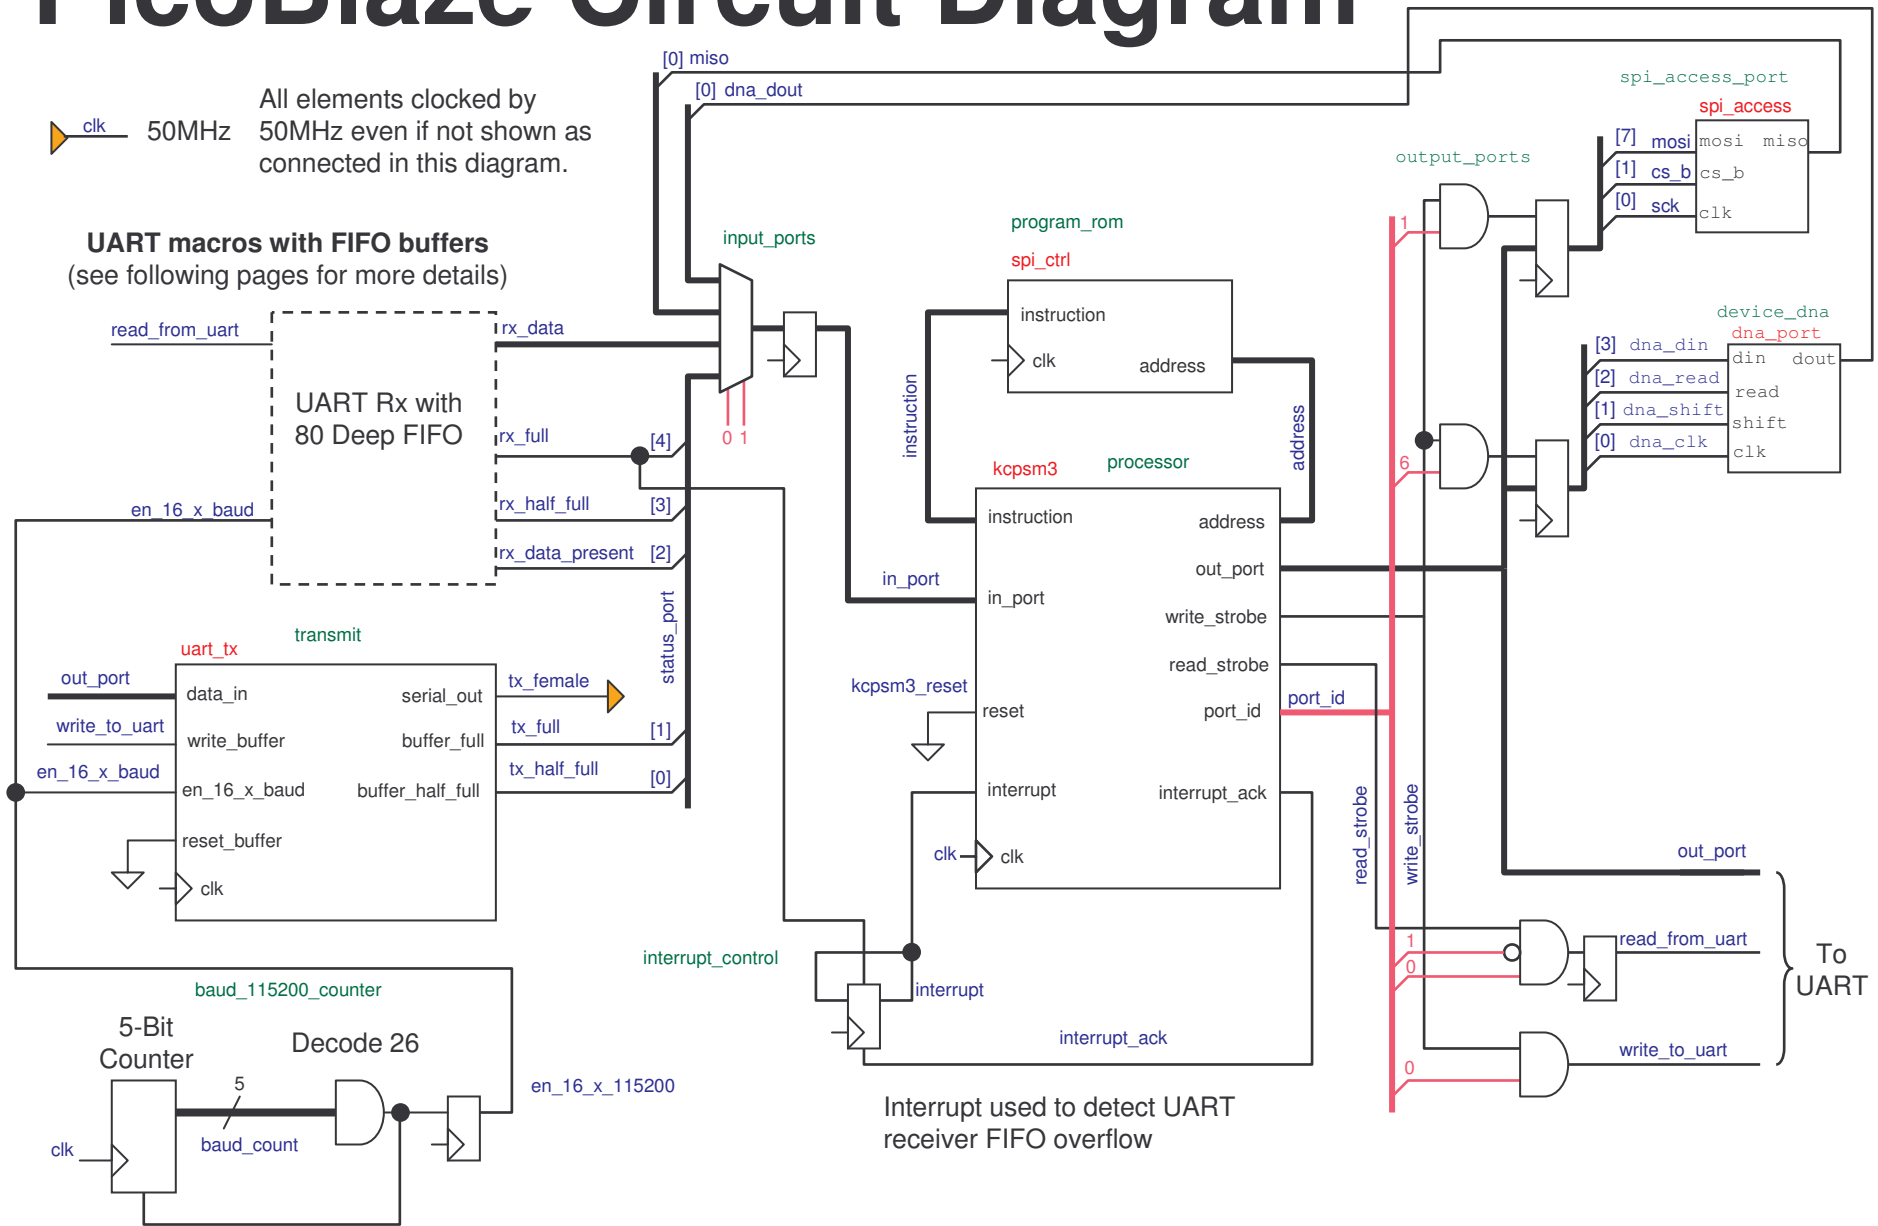 PicoBlaze Circuit Diagram
[0] miso
[0] dna_dout
clk
50MHz
All elements clocked by
50MHz even if not shown as
connected in this diagram.
spi_access_port
spi_access
[7] mosi
mosi miso
[1] cs_b
cs_b
[0] sck
clk
output_ports
1
UART macros with FIFO buffers
(see following pages for more details)
input_ports
program_rom
spi_ctrl
instruction
clk
address
instruction
address
read_from_uart
rx_data
UART Rx with
80 Deep FIFO
rx_full
[4]
0 1
rx_half_full
[3]
en_16_x_baud
rx_data_present
[2]
device_dna
dna_port
[3] dna_din
din dout
[2] dna_read
read
[1] dna_shift
shift
[0] dna_clk
clk
6
kcpsm3
processor
instruction
address
out_port
in_port
in_port
write_strobe
read_strobe
kcpsm3_reset
reset
port_id
port_id
interrupt
interrupt_ack
clk
clk
status_port
transmit
uart_tx
out_port
data_in
serial_out
tx_female
write_to_uart
write_buffer
buffer_full
tx_full
[1]
en_16_x_baud
en_16_x_baud
buffer_half_full
tx_half_full
[0]
reset_buffer
clk
read_strobe
write_strobe
out_port
interrupt_control
interrupt
interrupt_ack
1
0
read_from_uart
To
UART
0
write_to_uart
baud_115200_counter
5-Bit
Counter
Decode 26
5
clk
baud_count
en_16_x_115200
Interrupt used to detect UART
receiver FIFO overflow